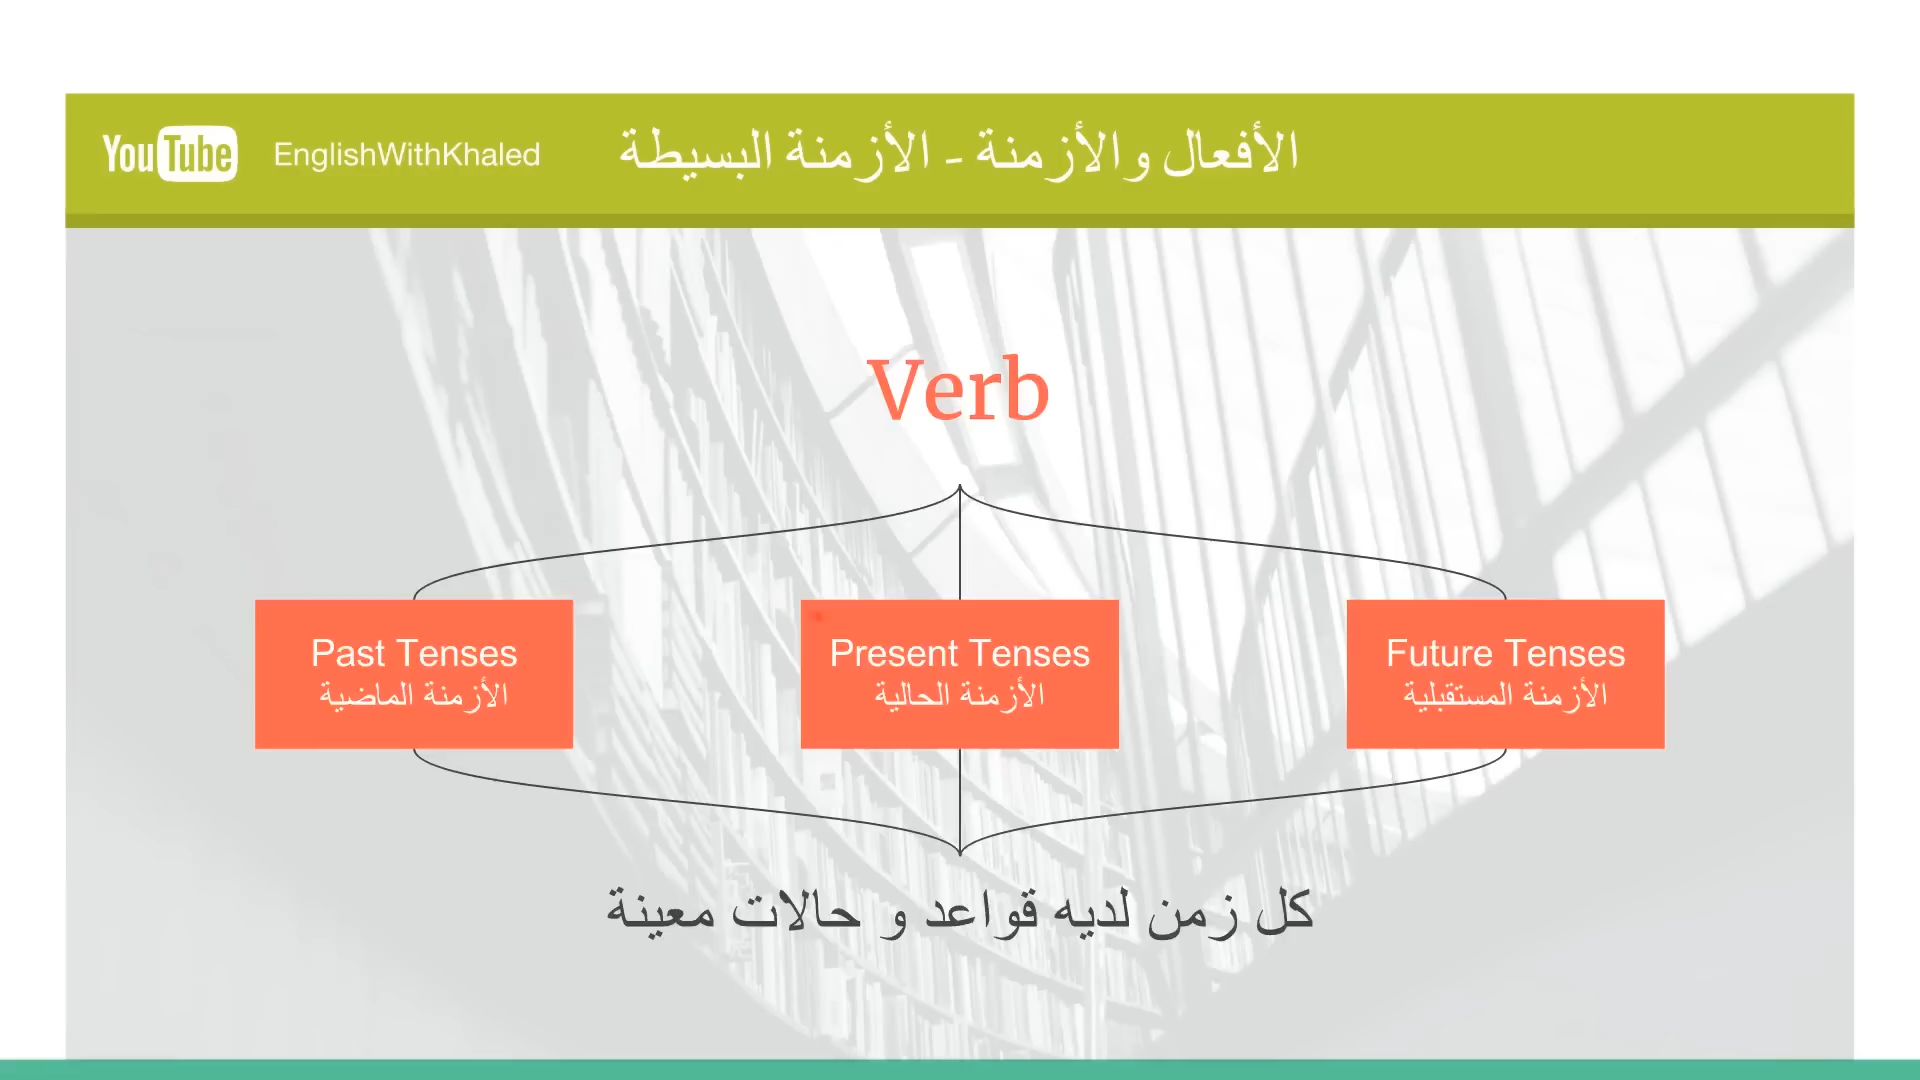 YouTube
EnglishWithKhaled
الأفعال والأزمنة - الأزمنة البسيطة
Verb
Past Tenses
الأزمنة الماضية
Present Tenses
الأزمنة الحالية
Future Tenses
الأزمنة المستقبلية
كل زمن لديه قواعد و حالات معينة